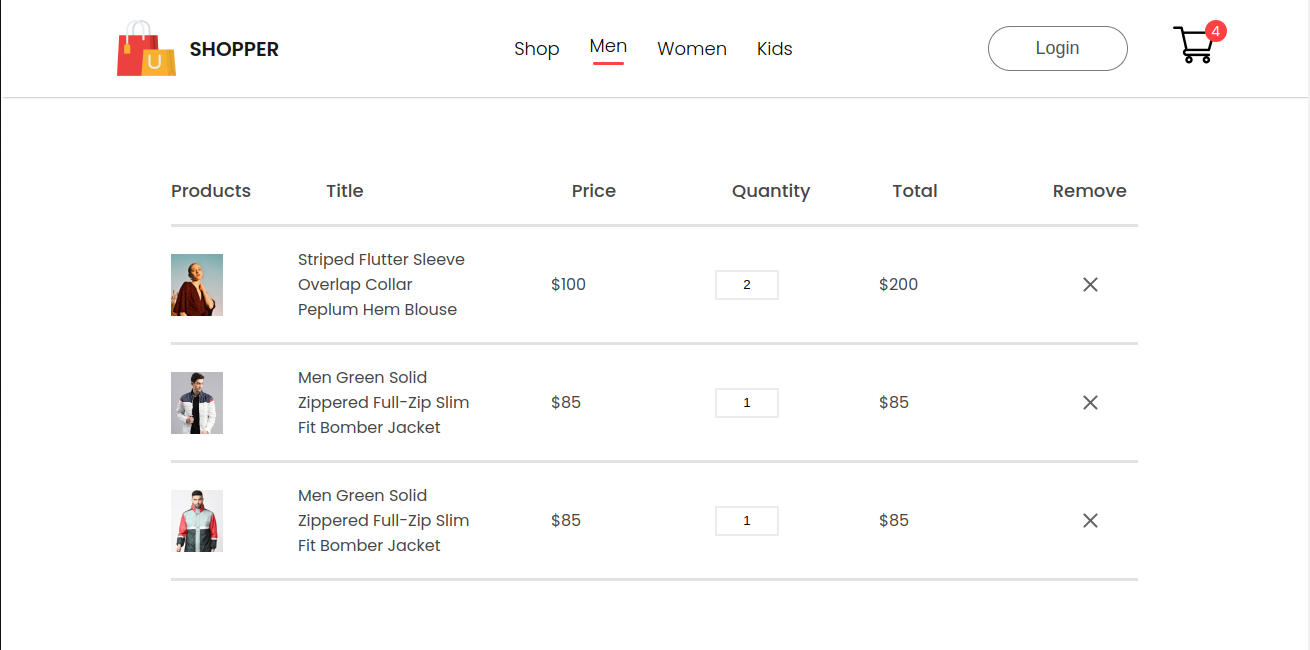 SHOPPER
Shop Men Women Kids
Login
4
Products Title Price Quantity Total Remove
Striped Flutter Sleeve
Overlap Collar
Peplum Hem Blouse
$100 2 $200
Men Green Solid
Zippered Full-Zip Slim
Fit Bomber Jacket
$85 1 $85
Men Green Solid
Zippered Full-Zip Slim
Fit Bomber Jacket
$85 1 $85